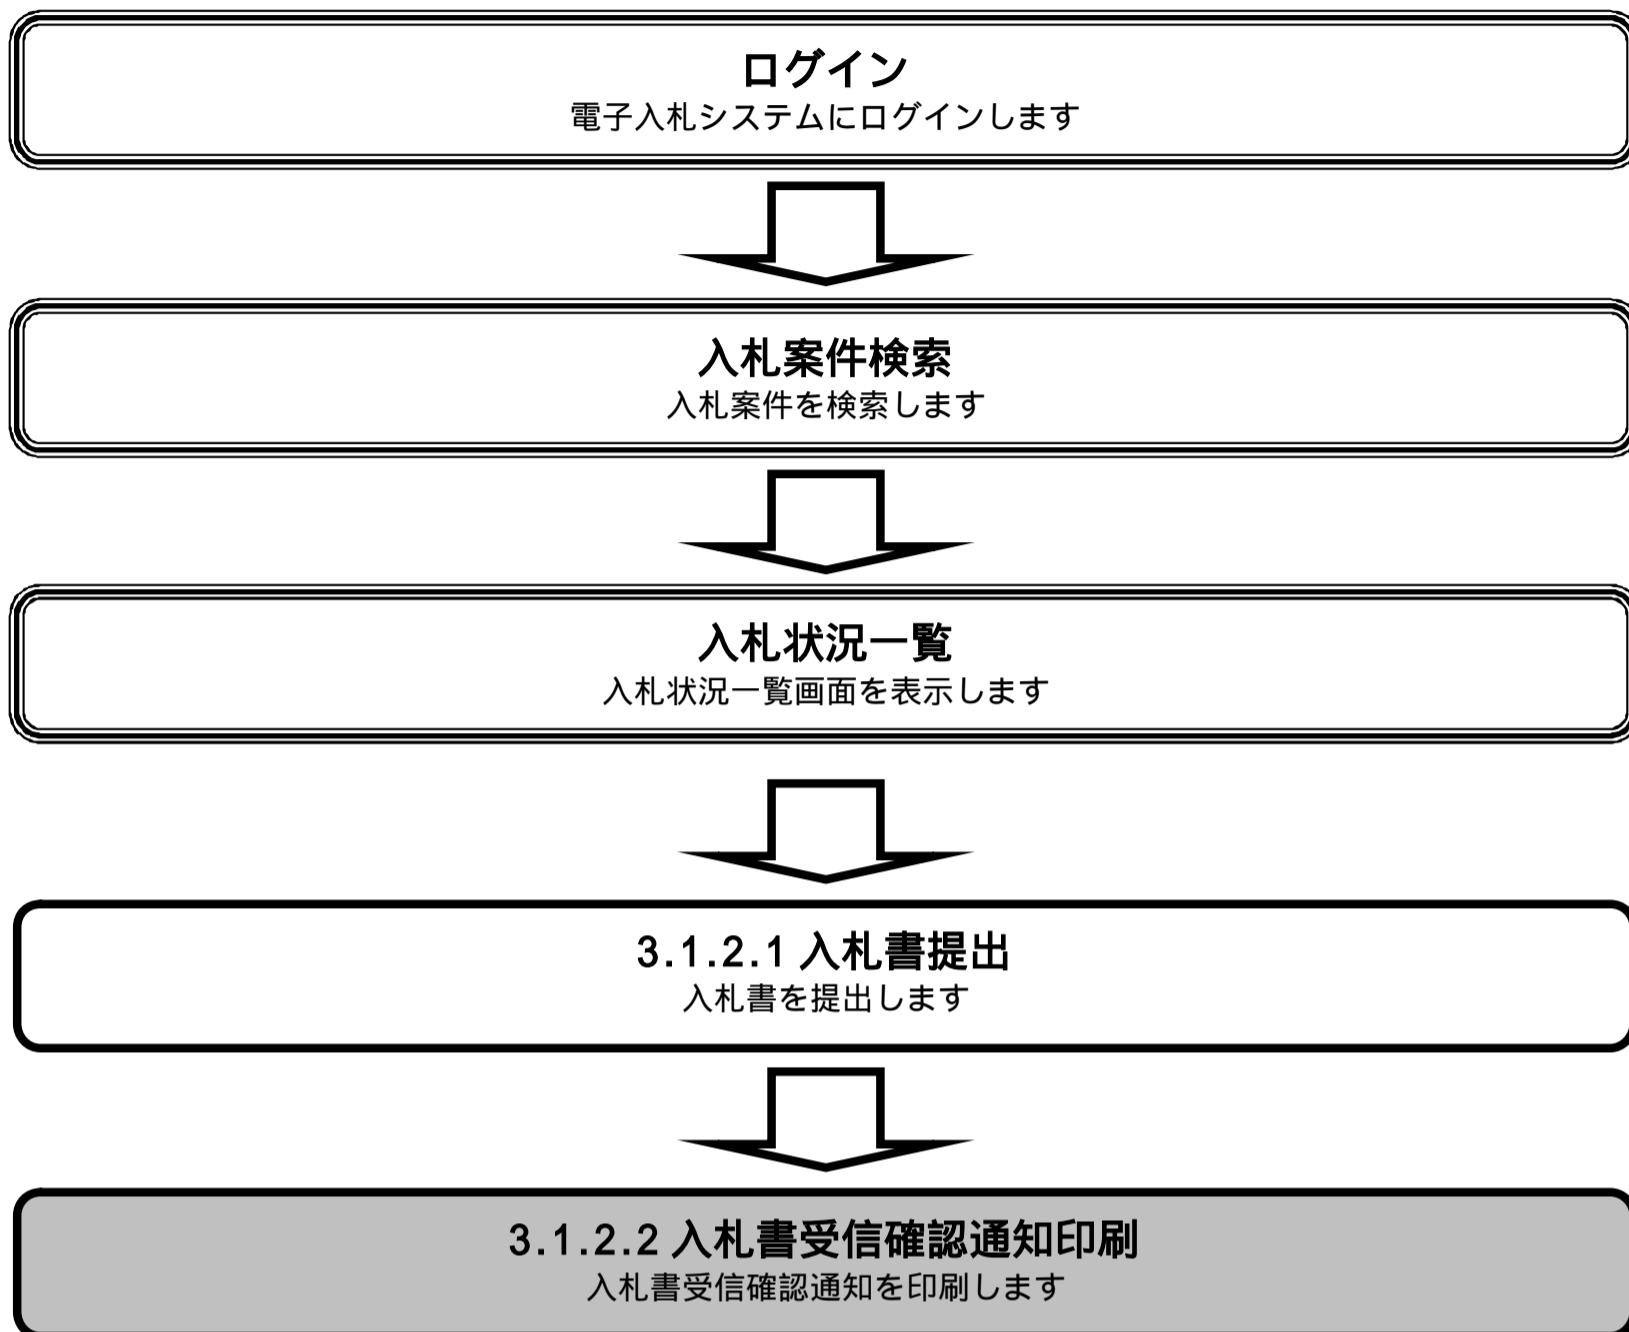 ログイン
電子入札システムにログインします
入札案件検索
入札案件を検索します
入札状況一覧
入札状況一覧画面を表示します
3.1.2.1 入札書提出
入札書を提出します
3.1.2.2 入札書受信確認通知印刷
入札書受信確認通知を印刷します